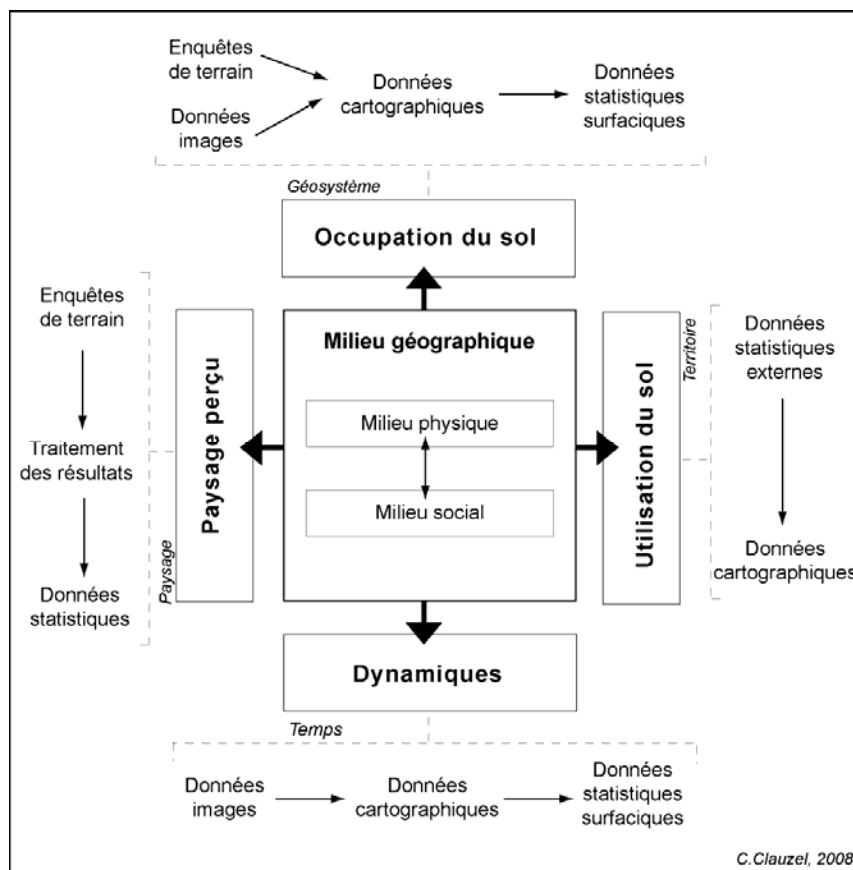 Enquêtes
de terrain
Données
images
Données
cartographiques
Données
statistiques
surfaciques
Géosystème
Occupation du sol
Enquêtes
de terrain
Traitement
des résultats
Données
statistiques
Paysage
Paysage perçu
Milieu géographique
Milieu physique
Milieu social
Utilisation du sol
Territoire
Données
statistiques
externes
Données
cartographiques
Dynamiques
Temps
Données
images
Données
cartographiques
Données
statistiques
surfaciques
C.Clauzel, 2008